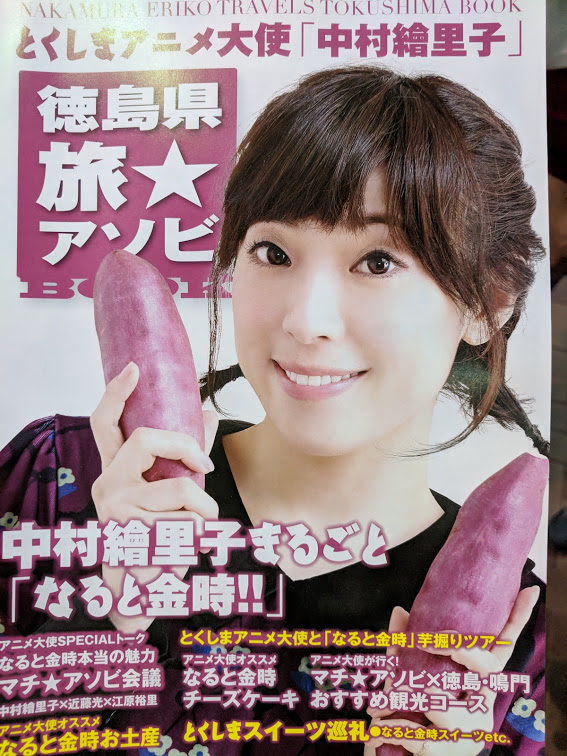 NAKAMURA ERIKO TRAVELS TOKUSHIMA BOOK
とくしまアニメ大使「中村繪里子」
徳島県
旅★
アソビ
BOOK
中村繪里子まるごと
「なると金時!!」
アニメ大使SPECIALトーク
なると金時本当の魅力
マチ★アソビ会議
中村繪里子×近藤光×江原裕里
アニメ大使オススメ
なると金時お土産
とくしまアニメ大使と「なると金時」芋掘りツアー
アニメ大使オススメ
なると金時
チーズケーキ
アニメ大使が行く!
マチ★アソビ×徳島・鳴門
おすすめ観光コース
とくしまスイーツ巡礼●なると金時スイーツetc.